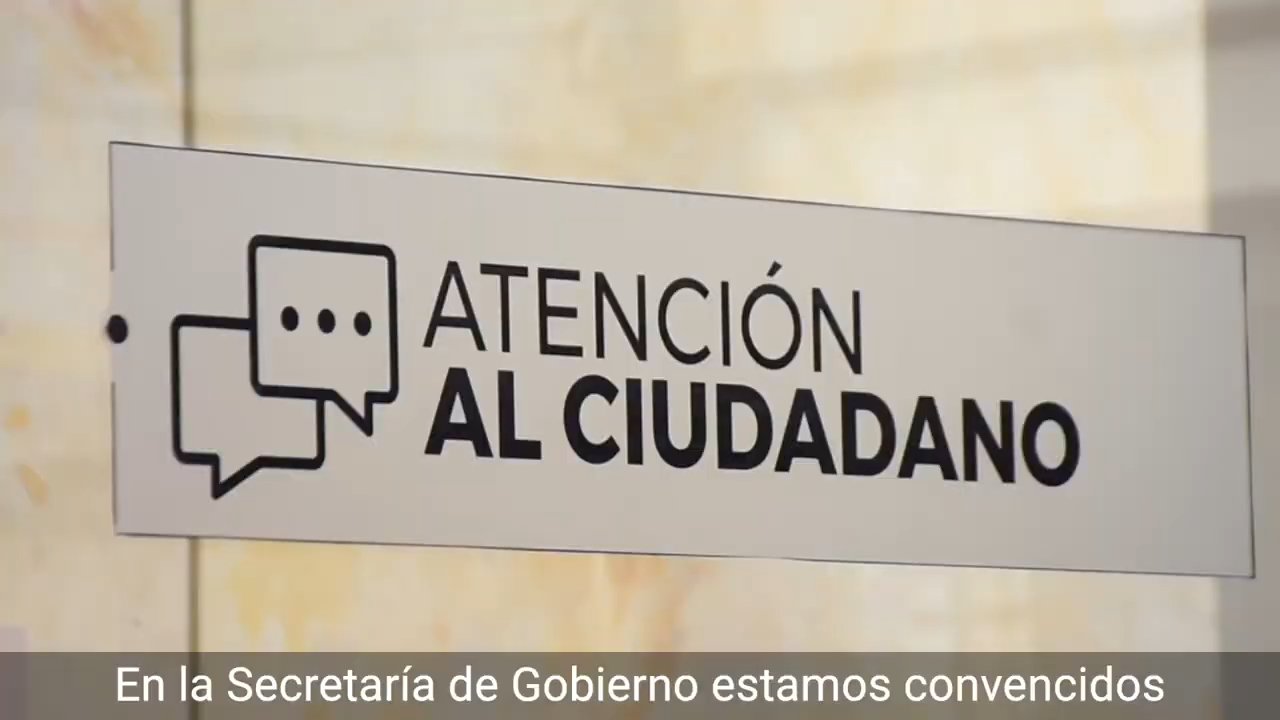 ATENCIÓN
AL CIUDADANO
En la Secretaría de Gobierno estamos convencidos